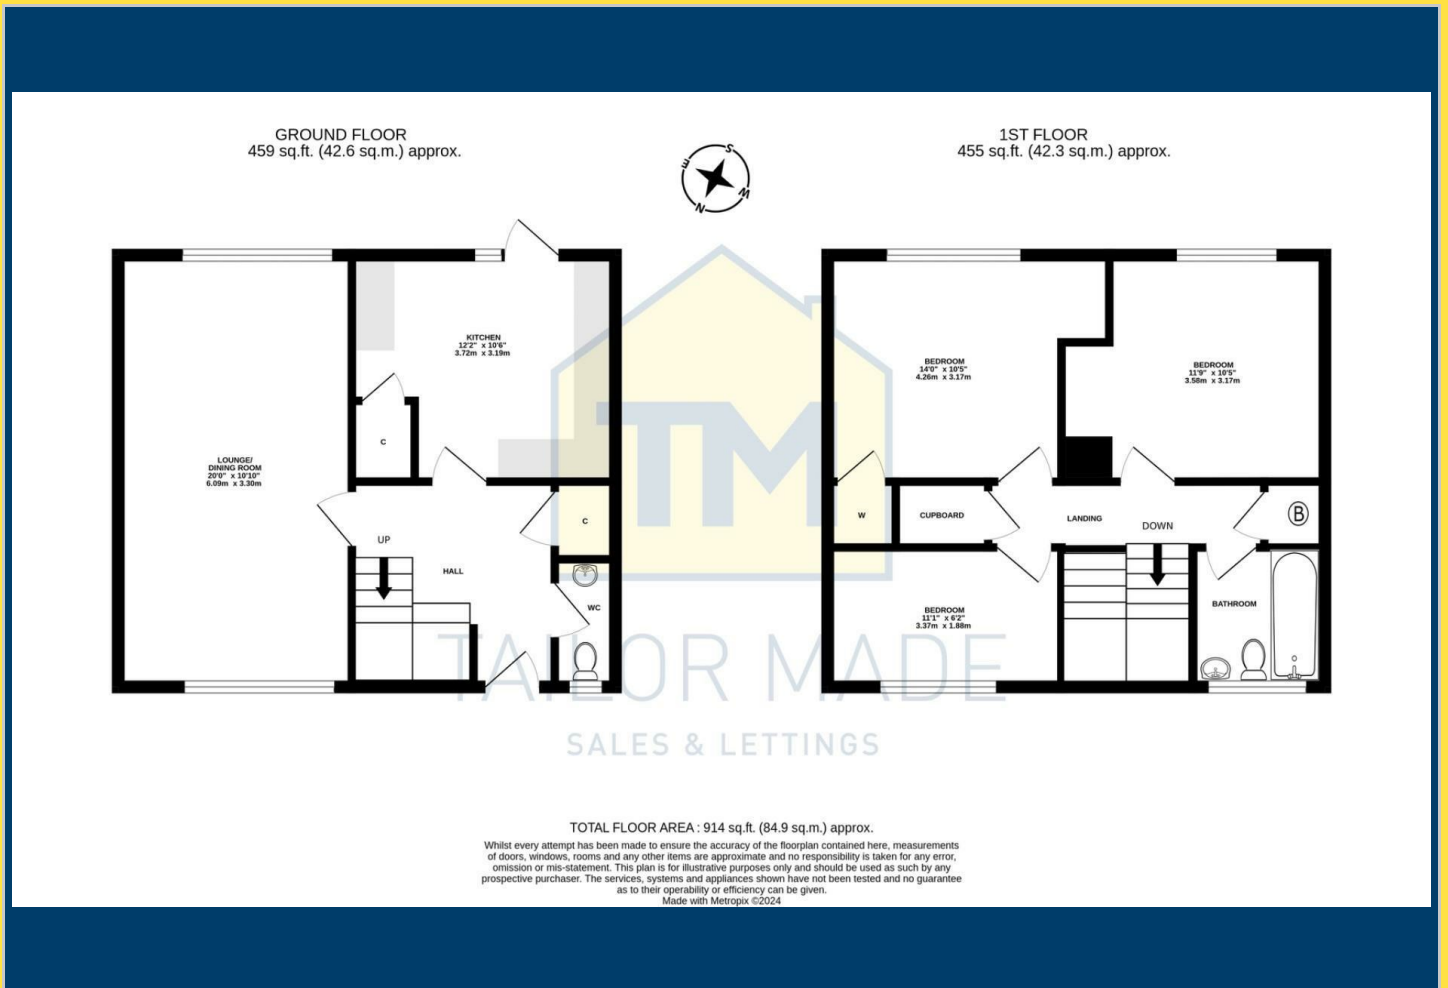 GROUND FLOOR
459 sq.ft. (42.6 sq.m.) approx.
1ST FLOOR
455 sq.ft. (42.3 sq.m.) approx.
S
E
W
N
KITCHEN
12'2" x 10'6"
3.72m x 3.19m
C
LOUNGE/
DINING ROOM
20'0" x 10'10"
6.09m x 3.30m
C
UP
HALL
WC
BEDROOM
14'0" x 10'5"
4.26m x 3.17m
BEDROOM
11'9" x 10'5"
3.58m x 3.17m
W
CUPBOARD
LANDING
DOWN
B
BEDROOM
11'1" x 6'2"
3.37m x 1.88m
BATHROOM
TM
TAILOR MADE
SALES & LETTINGS
TOTAL FLOOR AREA : 914 sq.ft. (84.9 sq.m.) approx.
Whilst every attempt has been made to ensure the accuracy of the floorplan contained here, measurements
of doors, windows, rooms and any other items are approximate and no responsibility is taken for any error,
omission or mis-statement. This plan is for illustrative purposes only and should be used as such by any
prospective purchaser. The services, systems and appliances shown have not been tested and no guarantee
as to their operability or efficiency can be given.
Made with Metropix ©2024